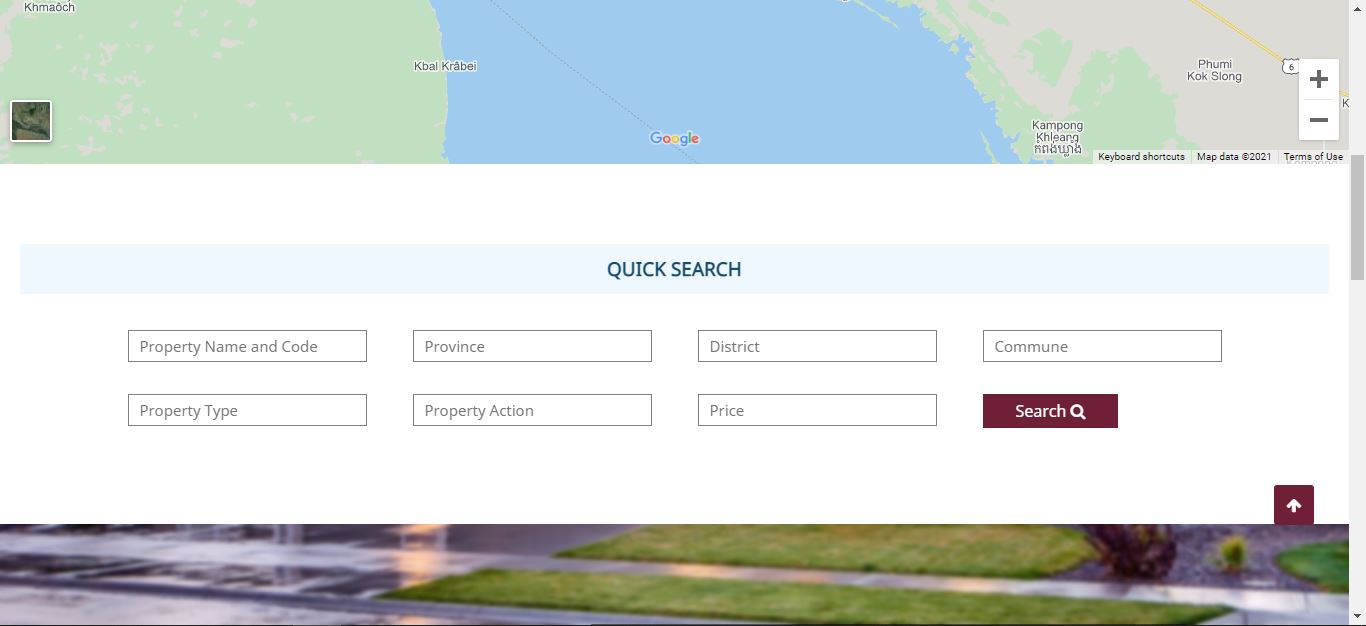 Khmaôch
Kbal Krâbei
Phumi
Kok Slong
6
K
Google
Kampong
Khleang
កំពង់ឃ្លាំង
Keyboard shortcuts
Map data ©2021
Terms of Use
QUICK SEARCH
Property Name and Code
Province
District
Commune
Property Type
Property Action
Price
Search